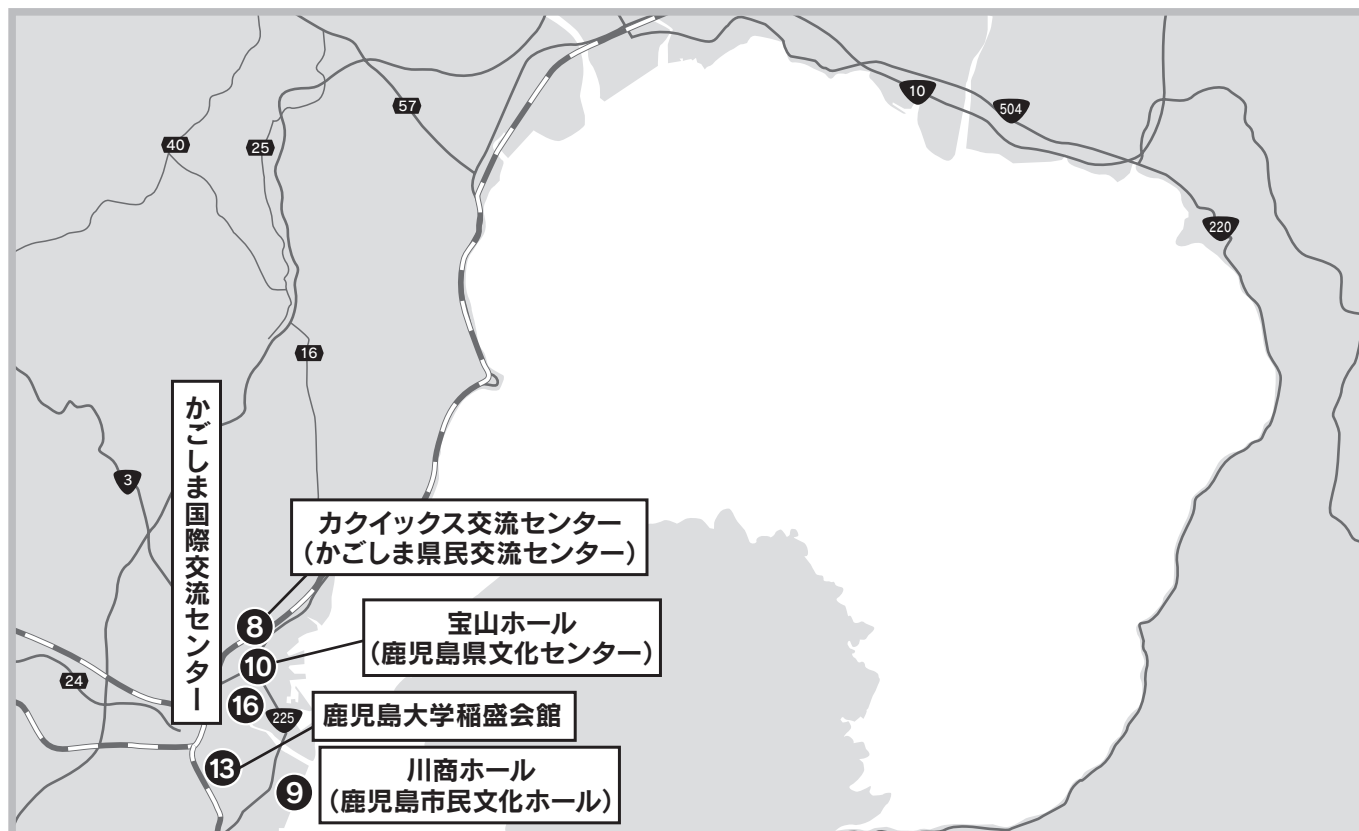 57
10
504
40
25
220
16
かごしま国際交流センター
3
カクイックス交流センター
（かごしま県民交流センター）
8
宝山ホール
（鹿児島県文化センター）
10
24
16
225
鹿児島大学稲盛会館
13
川商ホール
（鹿児島市民文化ホール）
9